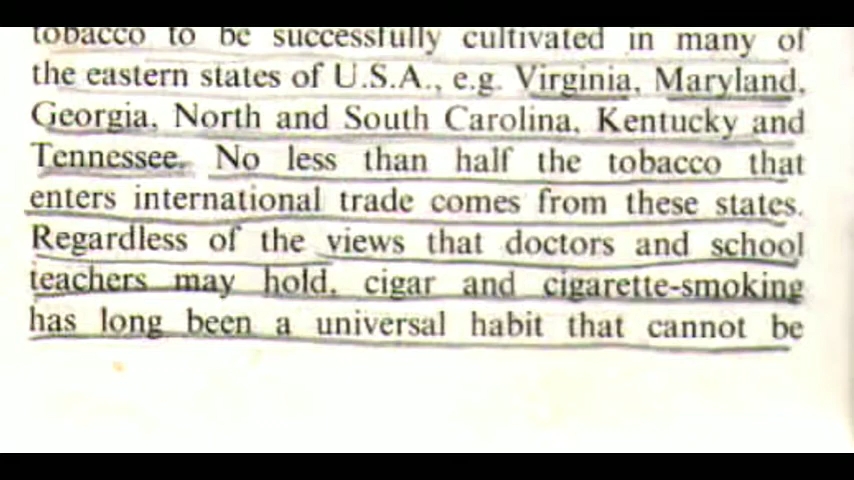 tobacco to be successfully cultivated in many of
the eastern states of U.S.A., e.g. Virginia, Maryland,
Georgia, North and South Carolina, Kentucky and
Tennessee. No less than half the tobacco that
enters international trade comes from these states.
Regardless of the views that doctors and school
teachers may hold, cigar and cigarette-smoking
has long been a universal habit that cannot be